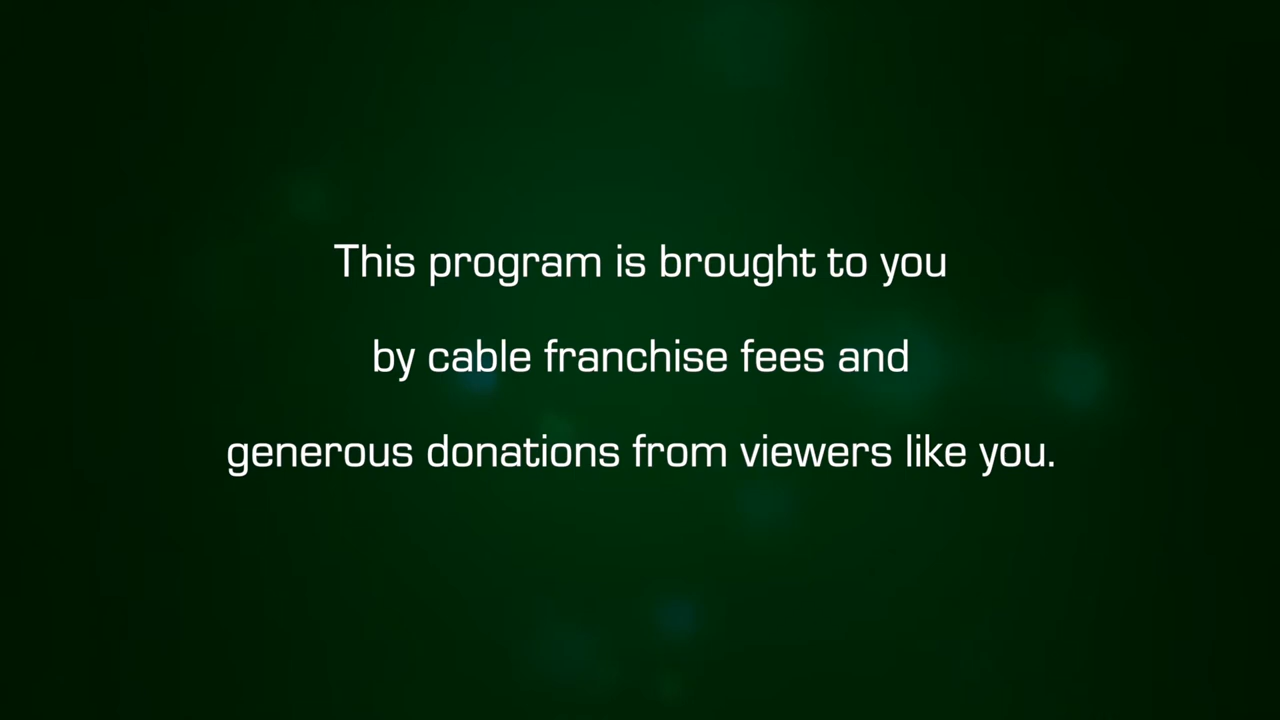 This program is brought to you
by cable franchise fees and
generous donations from viewers like you.